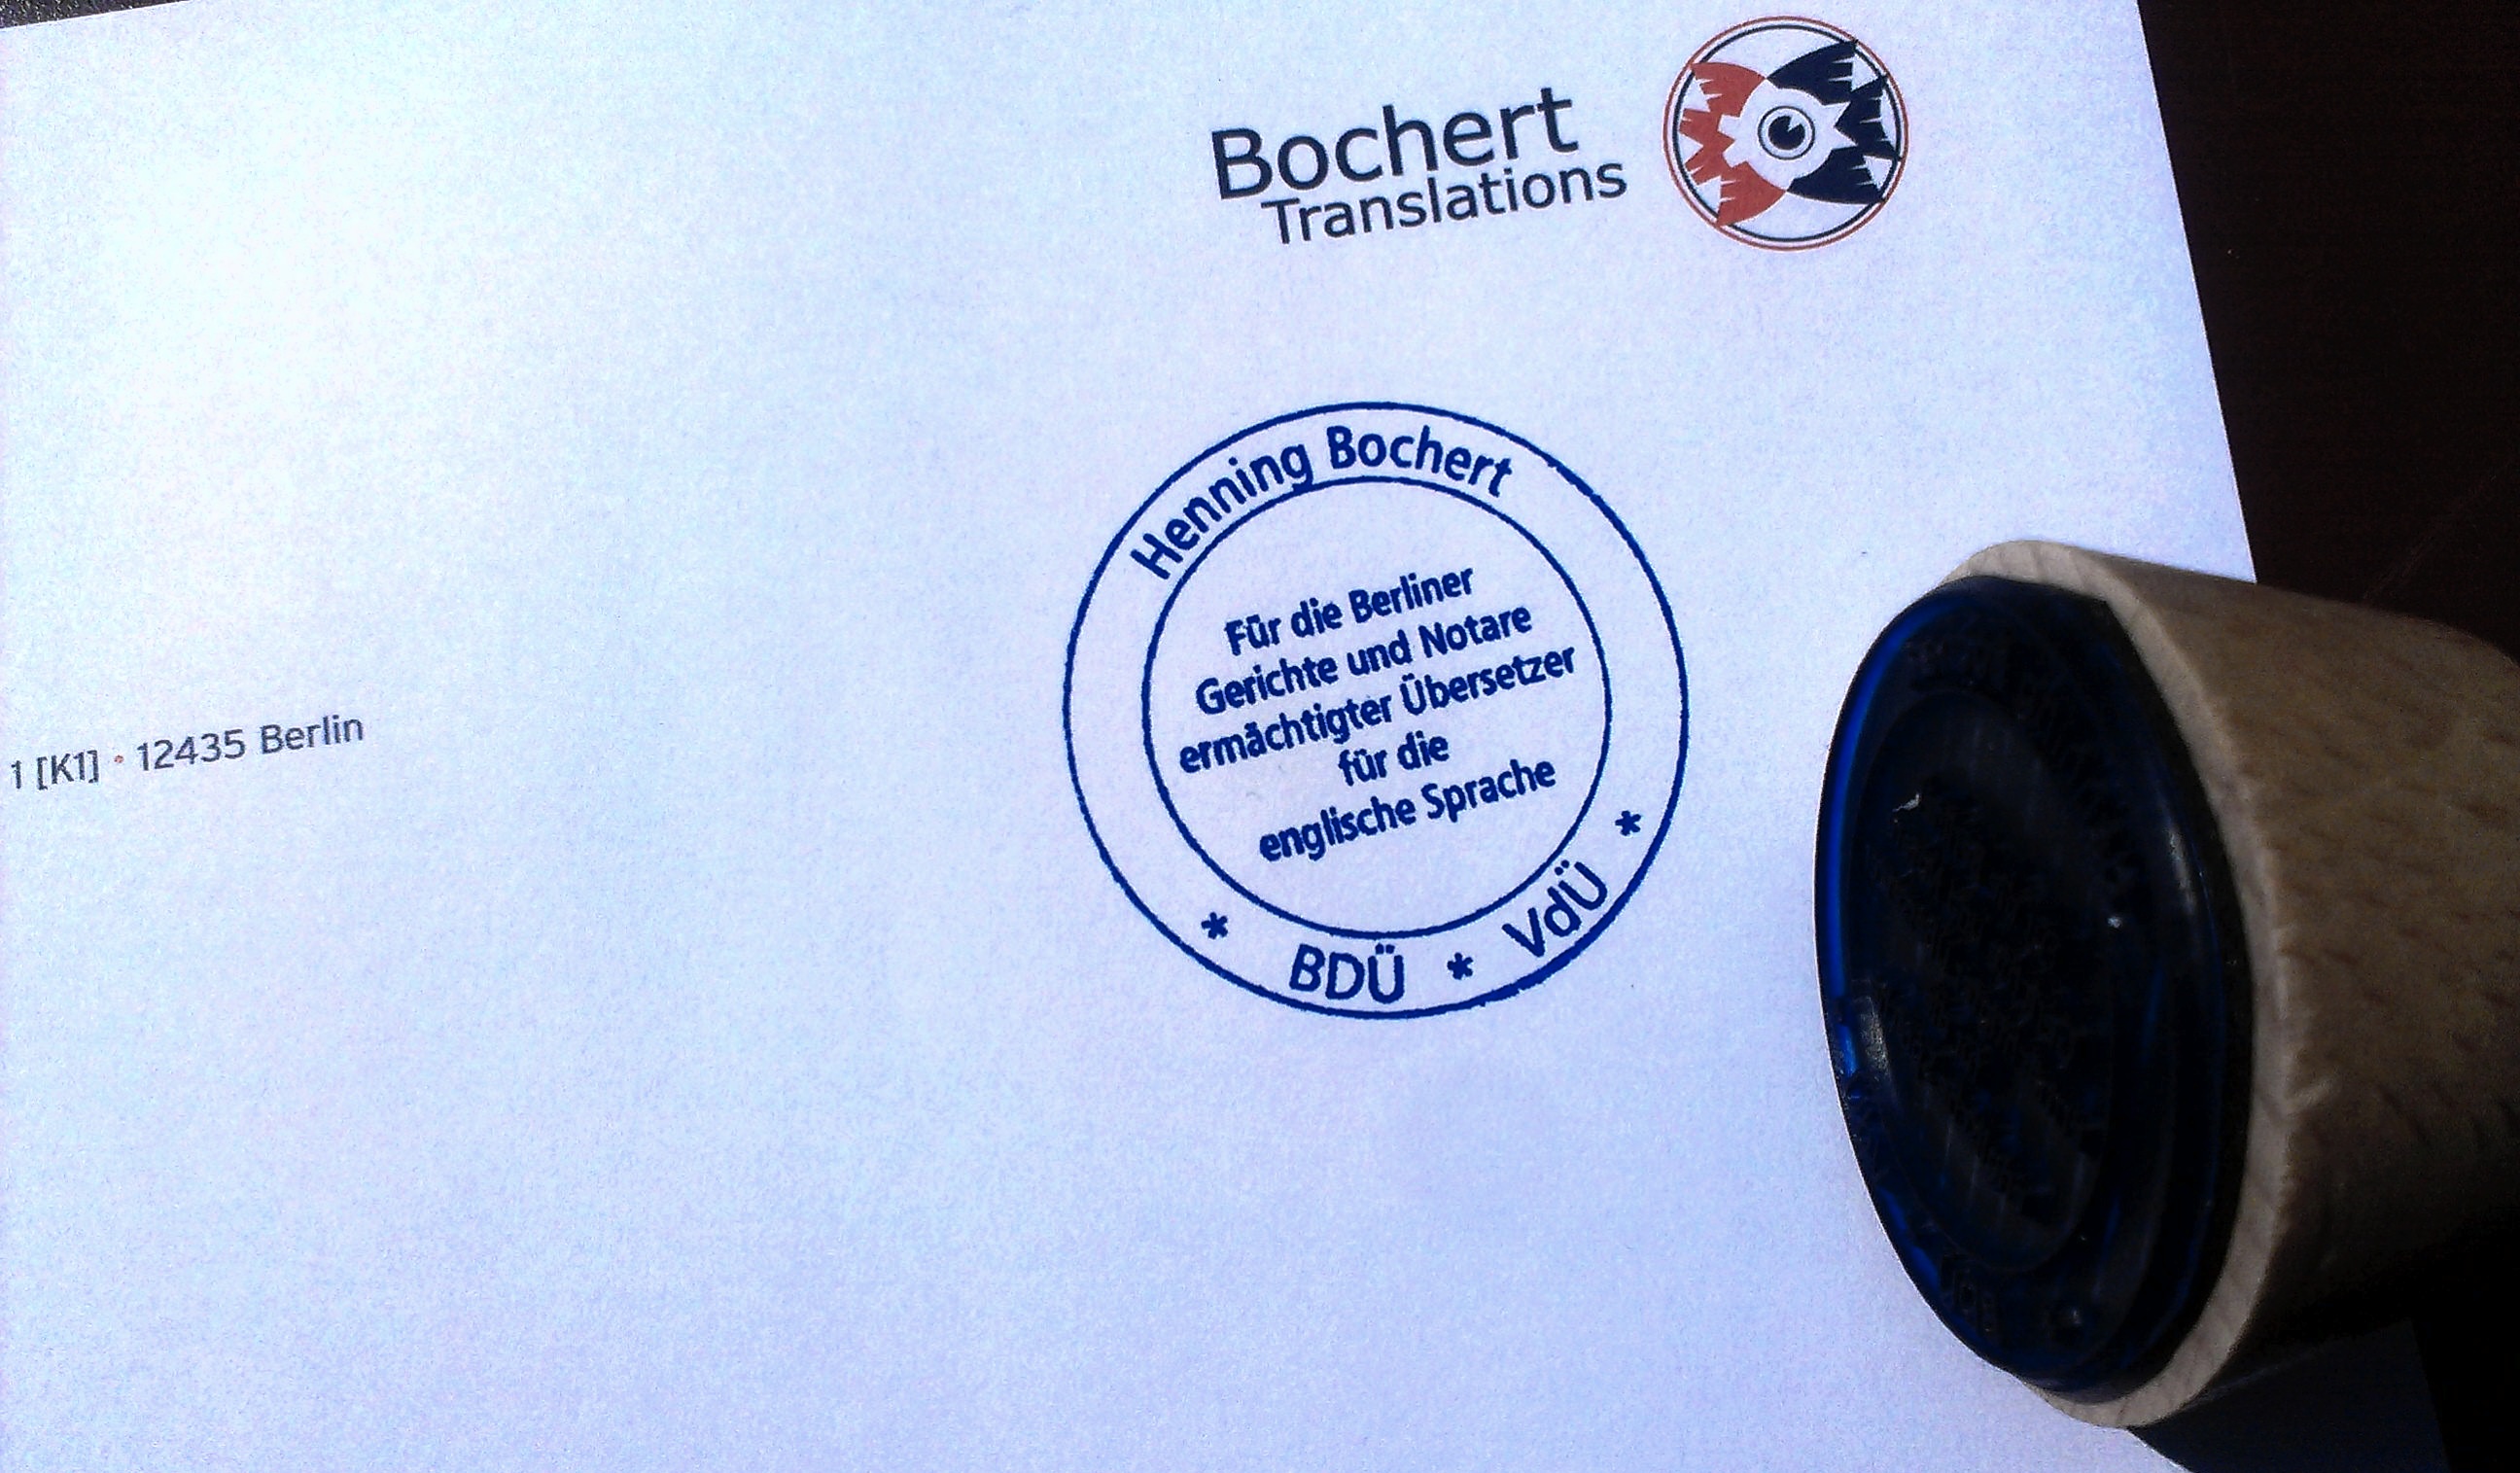 Bochert
Translations
Henning Bochert
Für die Berliner
Gerichte und Notare
ermächtigter Übersetzer
für die
englische Sprache
* BDÜ * VdÜ *
1 [K1] · 12435 Berlin